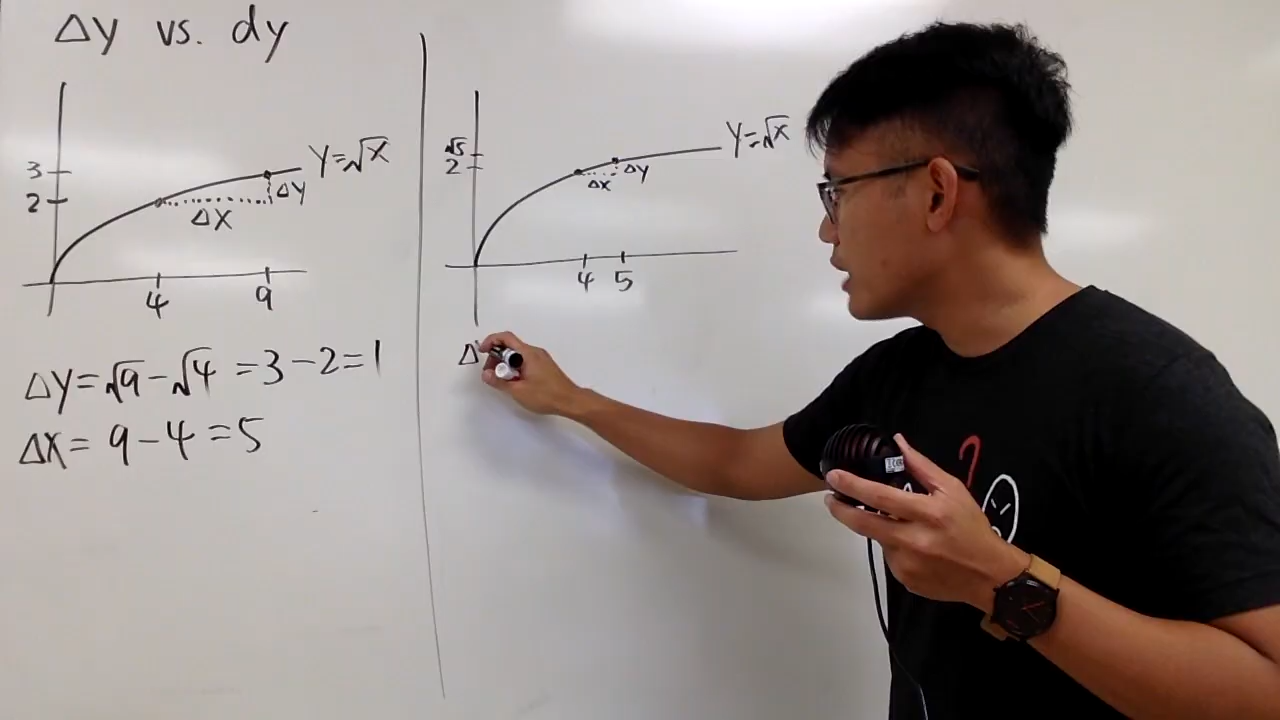 Δy vs. dy
3
2
y=√x
Δy
Δx
4
9
Δy=√9-√4=3-2=1
Δx=9-4=5
√5
2
y=√x
Δx
Δy
4
5
Δ
?